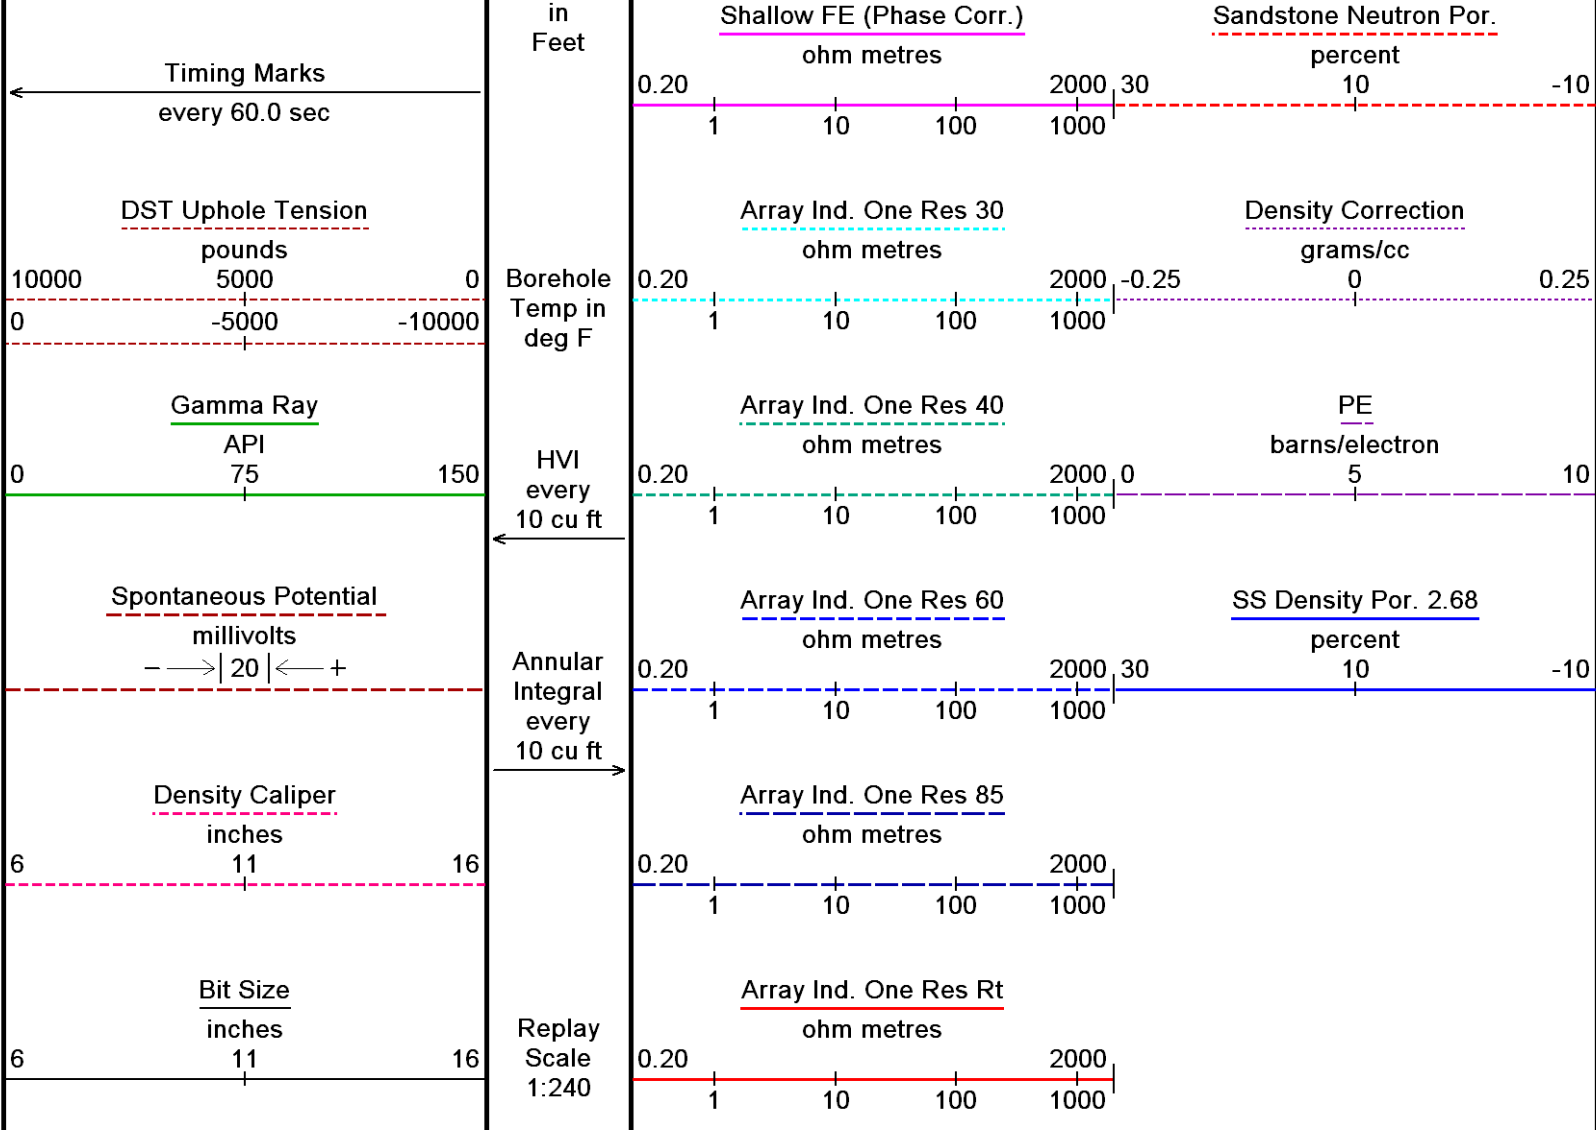 Timing Marks
every 60.0 sec
DST Uphole Tension
pounds
10000 5000 0
0 -5000 -10000
Gamma Ray
API
0 75 150
Spontaneous Potential
millivolts
− 20 +
Density Caliper
inches
6 11 16
Bit Size
inches
6 11 16
in
Feet
Borehole
Temp in
deg F
HVI
every
10 cu ft
Annular
Integral
every
10 cu ft
Replay
Scale
1:240
Shallow FE (Phase Corr.)
ohm metres
0.20 2000
1 10 100 1000
Array Ind. One Res 30
ohm metres
0.20 2000
1 10 100 1000
Array Ind. One Res 40
ohm metres
0.20 2000
1 10 100 1000
Array Ind. One Res 60
ohm metres
0.20 2000
1 10 100 1000
Array Ind. One Res 85
ohm metres
0.20 2000
1 10 100 1000
Array Ind. One Res Rt
ohm metres
0.20 2000
1 10 100 1000
Sandstone Neutron Por.
percent
30 10 -10
Density Correction
grams/cc
-0.25 0 0.25
PE
barns/electron
0 5 10
SS Density Por. 2.68
percent
30 10 -10